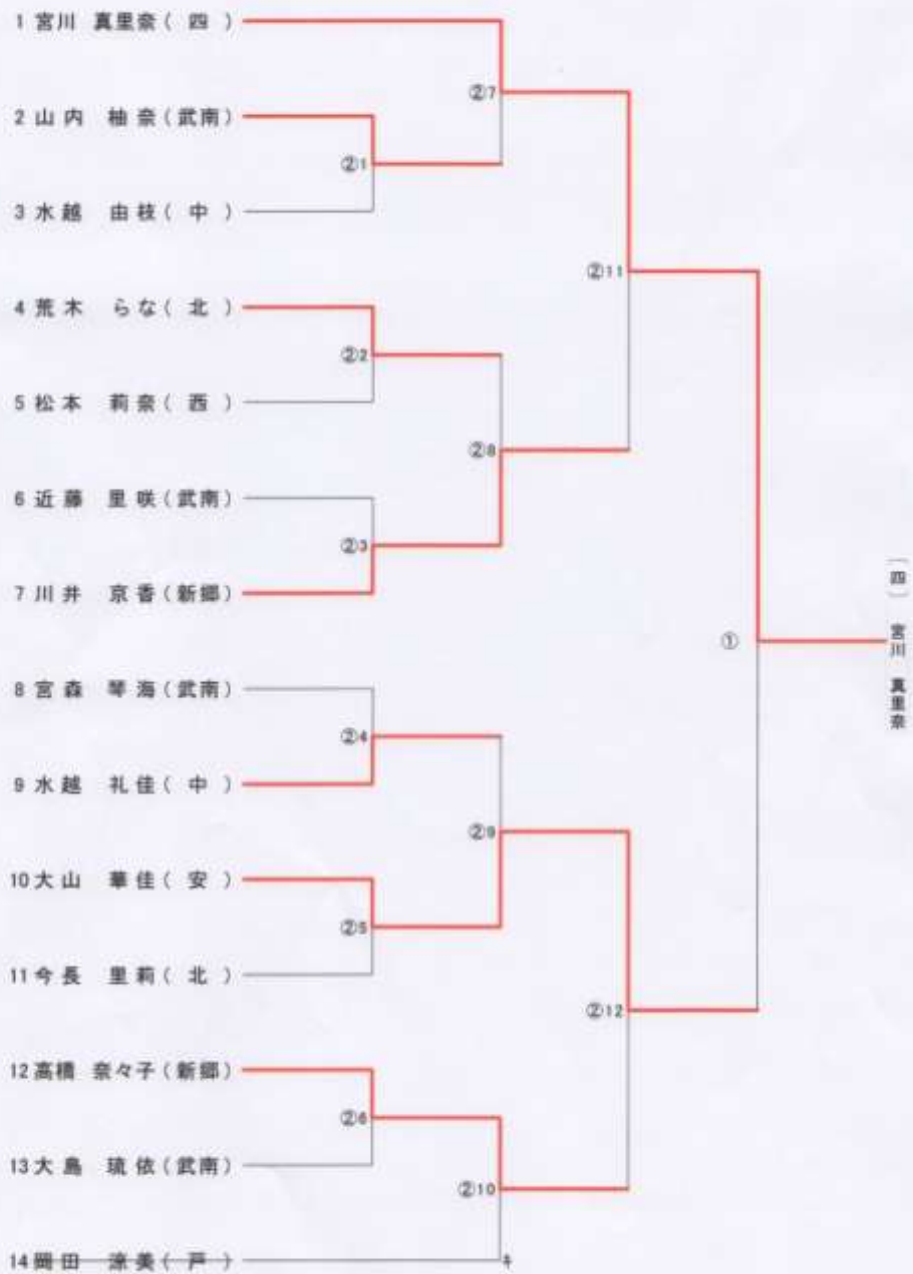 1 宮川 真里奈 ( 四 )
②7
2 山内 柚奈 (武南)
②1
3 水越 由枝 ( 中 )
②11
4 荒木 らな ( 北 )
②2
5 松本 莉奈 ( 西 )
②8
6 近藤 里咲 (武南)
②3
7 川井 京香 (新郷)
①
[四] 宮川 真里奈
8 宮森 琴海 (武南)
②4
9 水越 礼佳 ( 中 )
②9
10 大山 華佳 ( 安 )
②5
11 今長 里莉 ( 北 )
②12
12 高橋 奈々子 (新郷)
②6
13 大島 琉依 (武南)
②10
14 岡田 涼美 ( 戸 )
キ